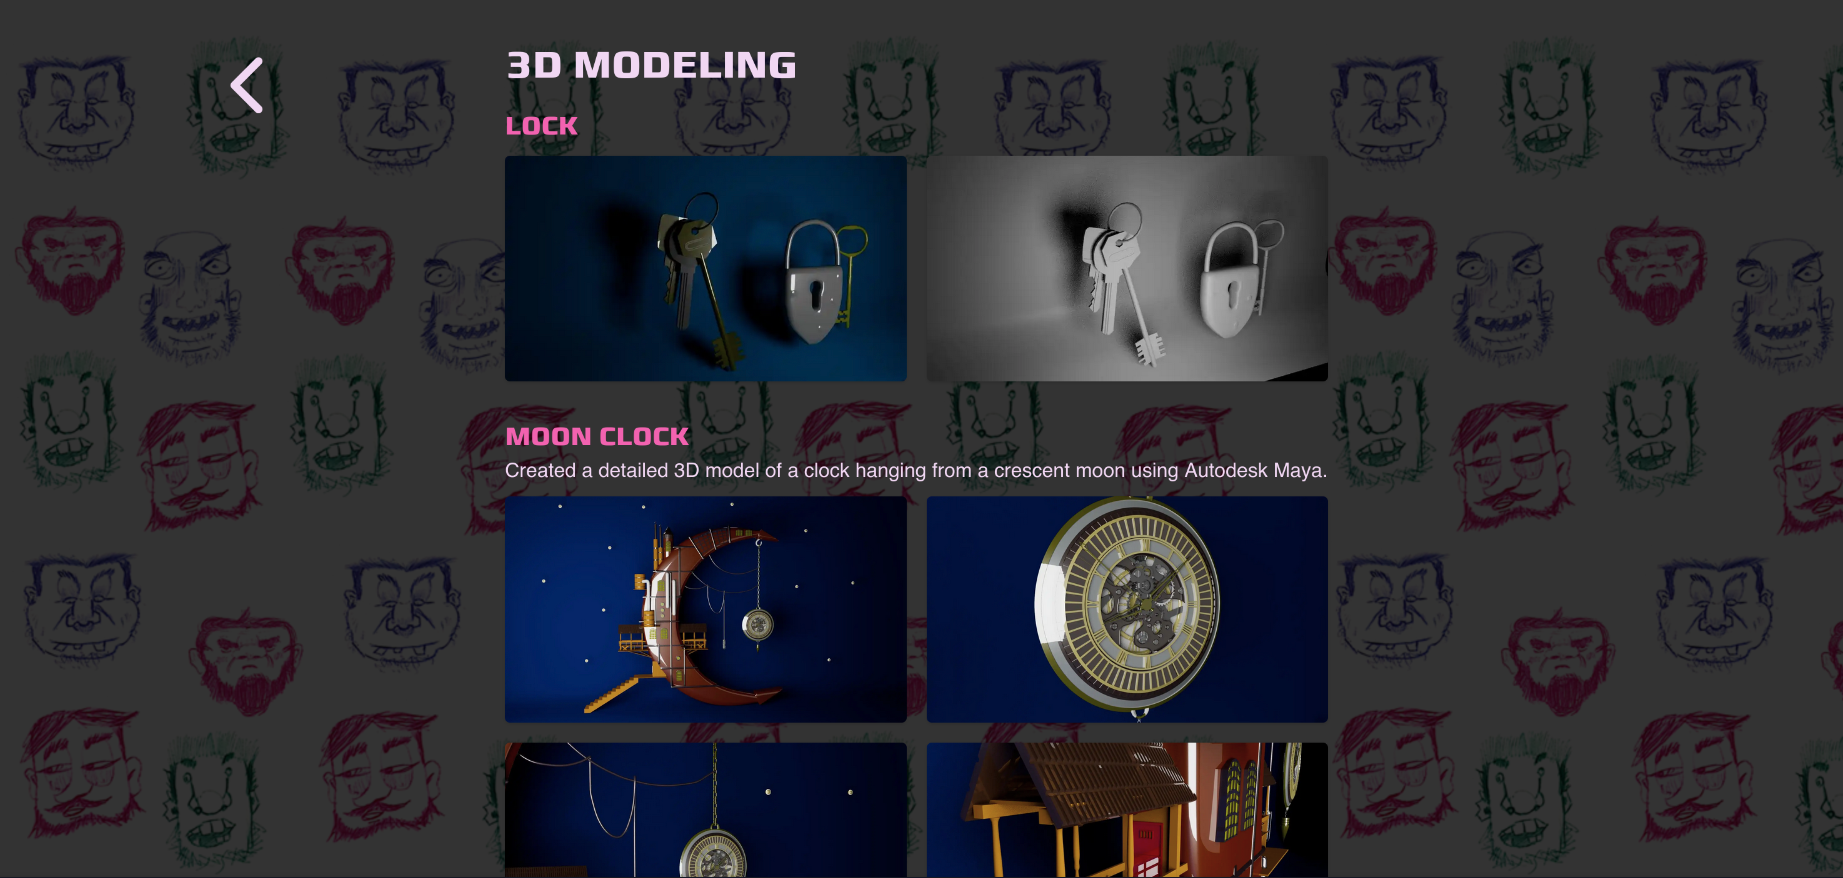 3D MODELING
LOCK
MOON CLOCK
Created a detailed 3D model of a clock hanging from a crescent moon using Autodesk Maya.